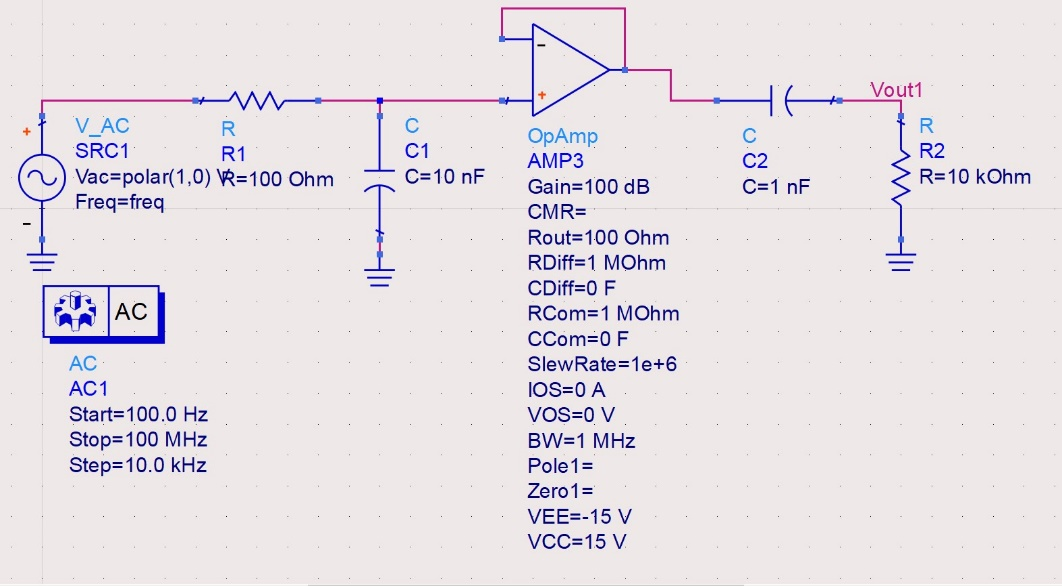 -
+
Vout1
+
V_AC
SRC1
Vac=polar(1,0) V
Freq=freq
-
R
R1
R=100 Ohm
C
C1
C=10 nF
OpAmp
AMP3
Gain=100 dB
CMR=
Rout=100 Ohm
RDiff=1 MOhm
CDiff=0 F
RCom=1 MOhm
CCom=0 F
SlewRate=1e+6
IOS=0 A
VOS=0 V
BW=1 MHz
Pole1=
Zero1=
VEE=-15 V
VCC=15 V
C
C2
C=1 nF
R
R2
R=10 kOhm
AC
AC
AC1
Start=100.0 Hz
Stop=100 MHz
Step=10.0 kHz